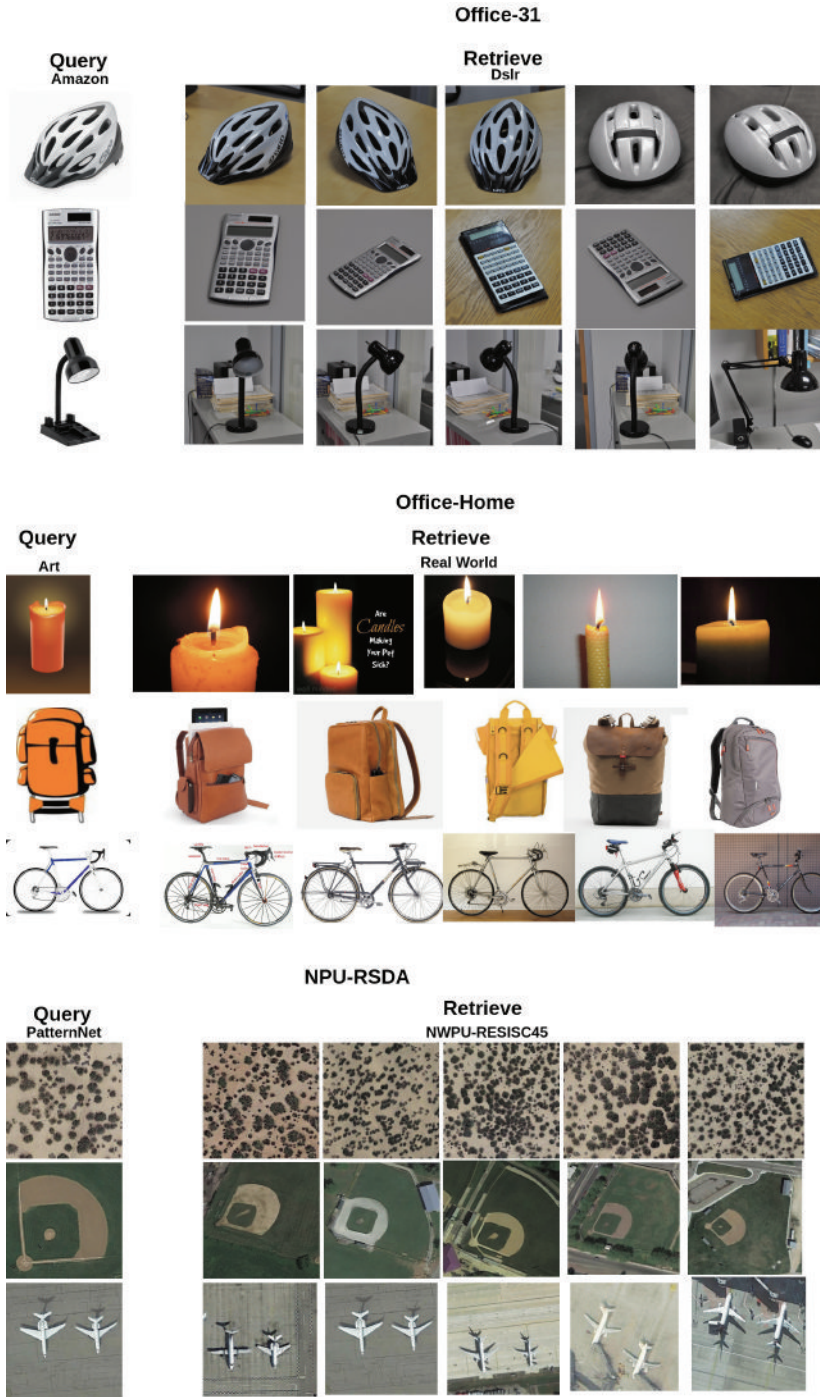 Office-31
Query
Amazon
Retrieve
Dslr
Office-Home
Query
Art
Retrieve
Real World
Are
Candles
Making
Your Pet
Sick?
NPU-RSDA
Query
PatternNet
Retrieve
NWPU-RESISC45